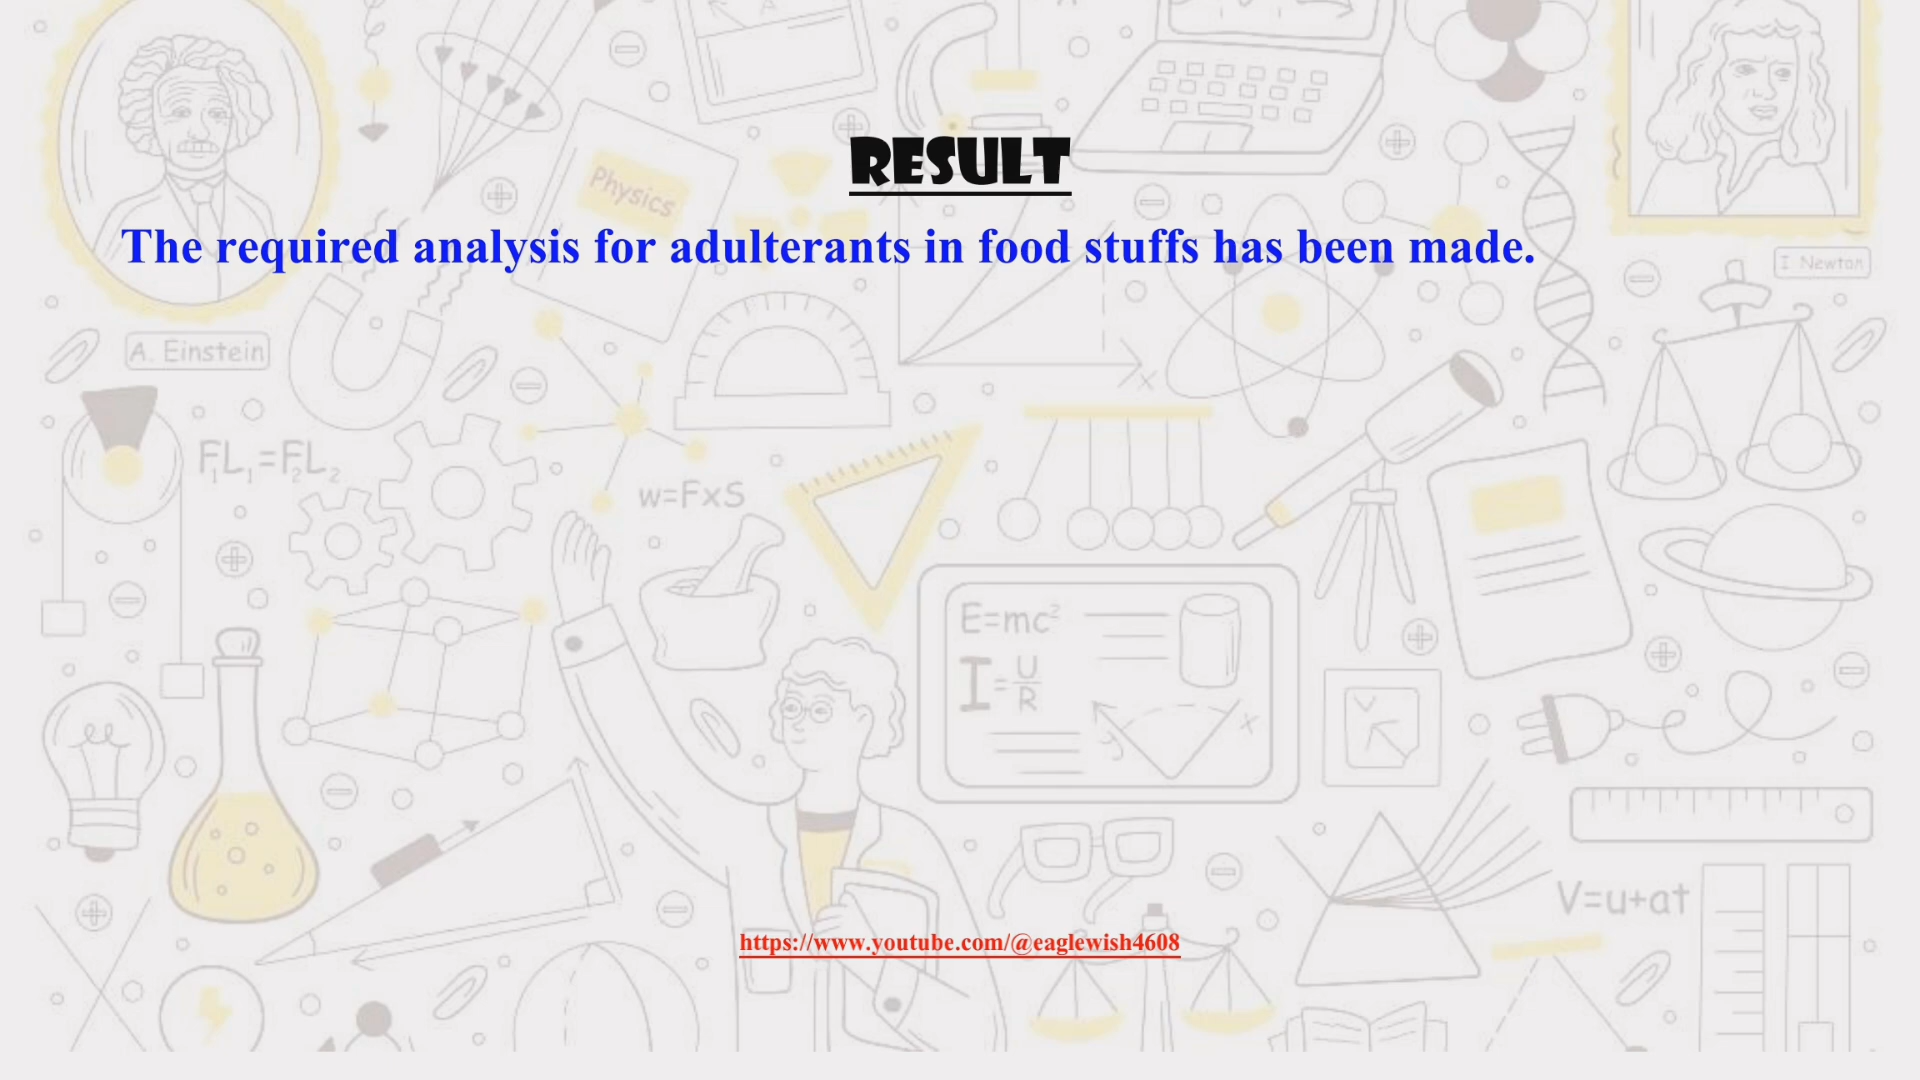 RESULT
The required analysis for adulterants in food stuffs has been made.
Physics
I. Newton
A. Einstein
F₁L₁=F₂L₂
w=FxS
x
E=mc²
I=U/R
x
V
V=u+at
https://www.youtube.com/@eaglewish4608